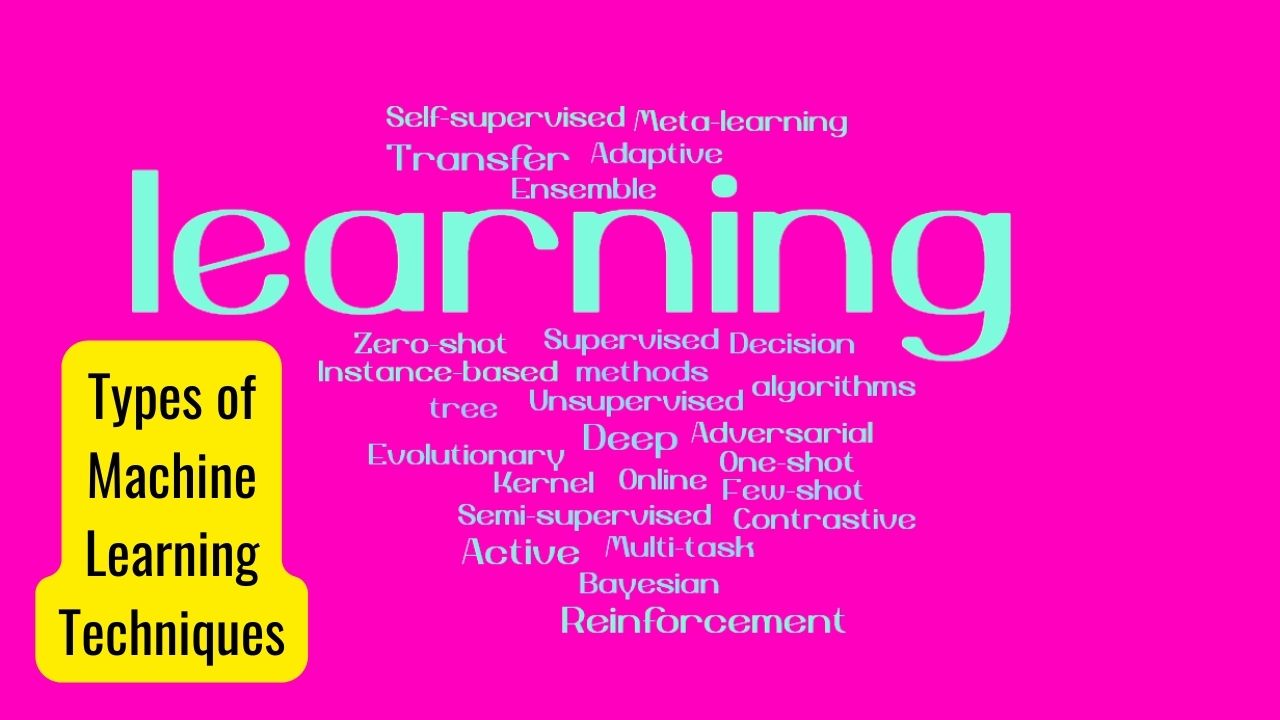 Self-supervised Meta-learning
Transfer Adaptive
Ensemble
learning
Zero-shot Supervised Decision
Instance-based methods algorithms
tree Unsupervised
Deep Adversarial
Evolutionary One-shot
Kernel Online Few-shot
Semi-supervised Contrastive
Active Multi-task
Bayesian
Reinforcement
Types of
Machine
Learning
Techniques